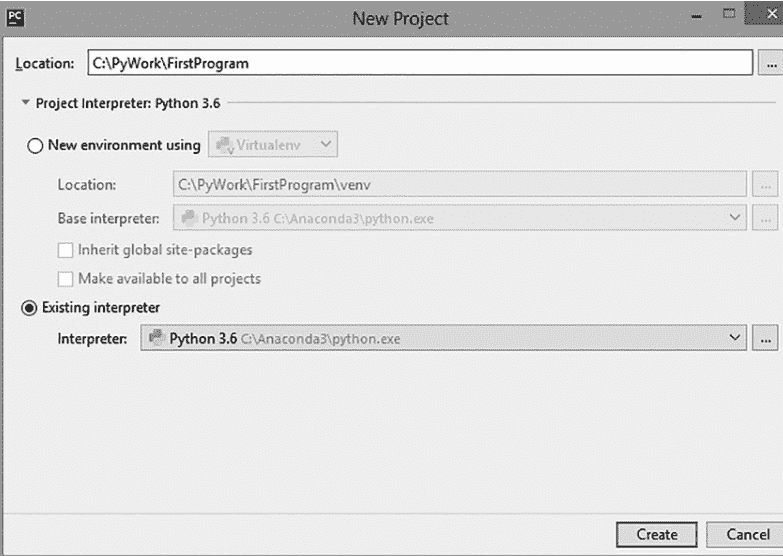 PC New Project
Location: C:\PyWork\FirstProgram ...
Project Interpreter: Python 3.6
New environment using Virtualenv
Location: C:\PyWork\FirstProgram\venv ...
Base interpreter: Python 3.6 C:\Anaconda3\python.exe ...
Inherit global site-packages
Make available to all projects
Existing interpreter
Interpreter: Python 3.6 C:\Anaconda3\python.exe ...
Create Cancel